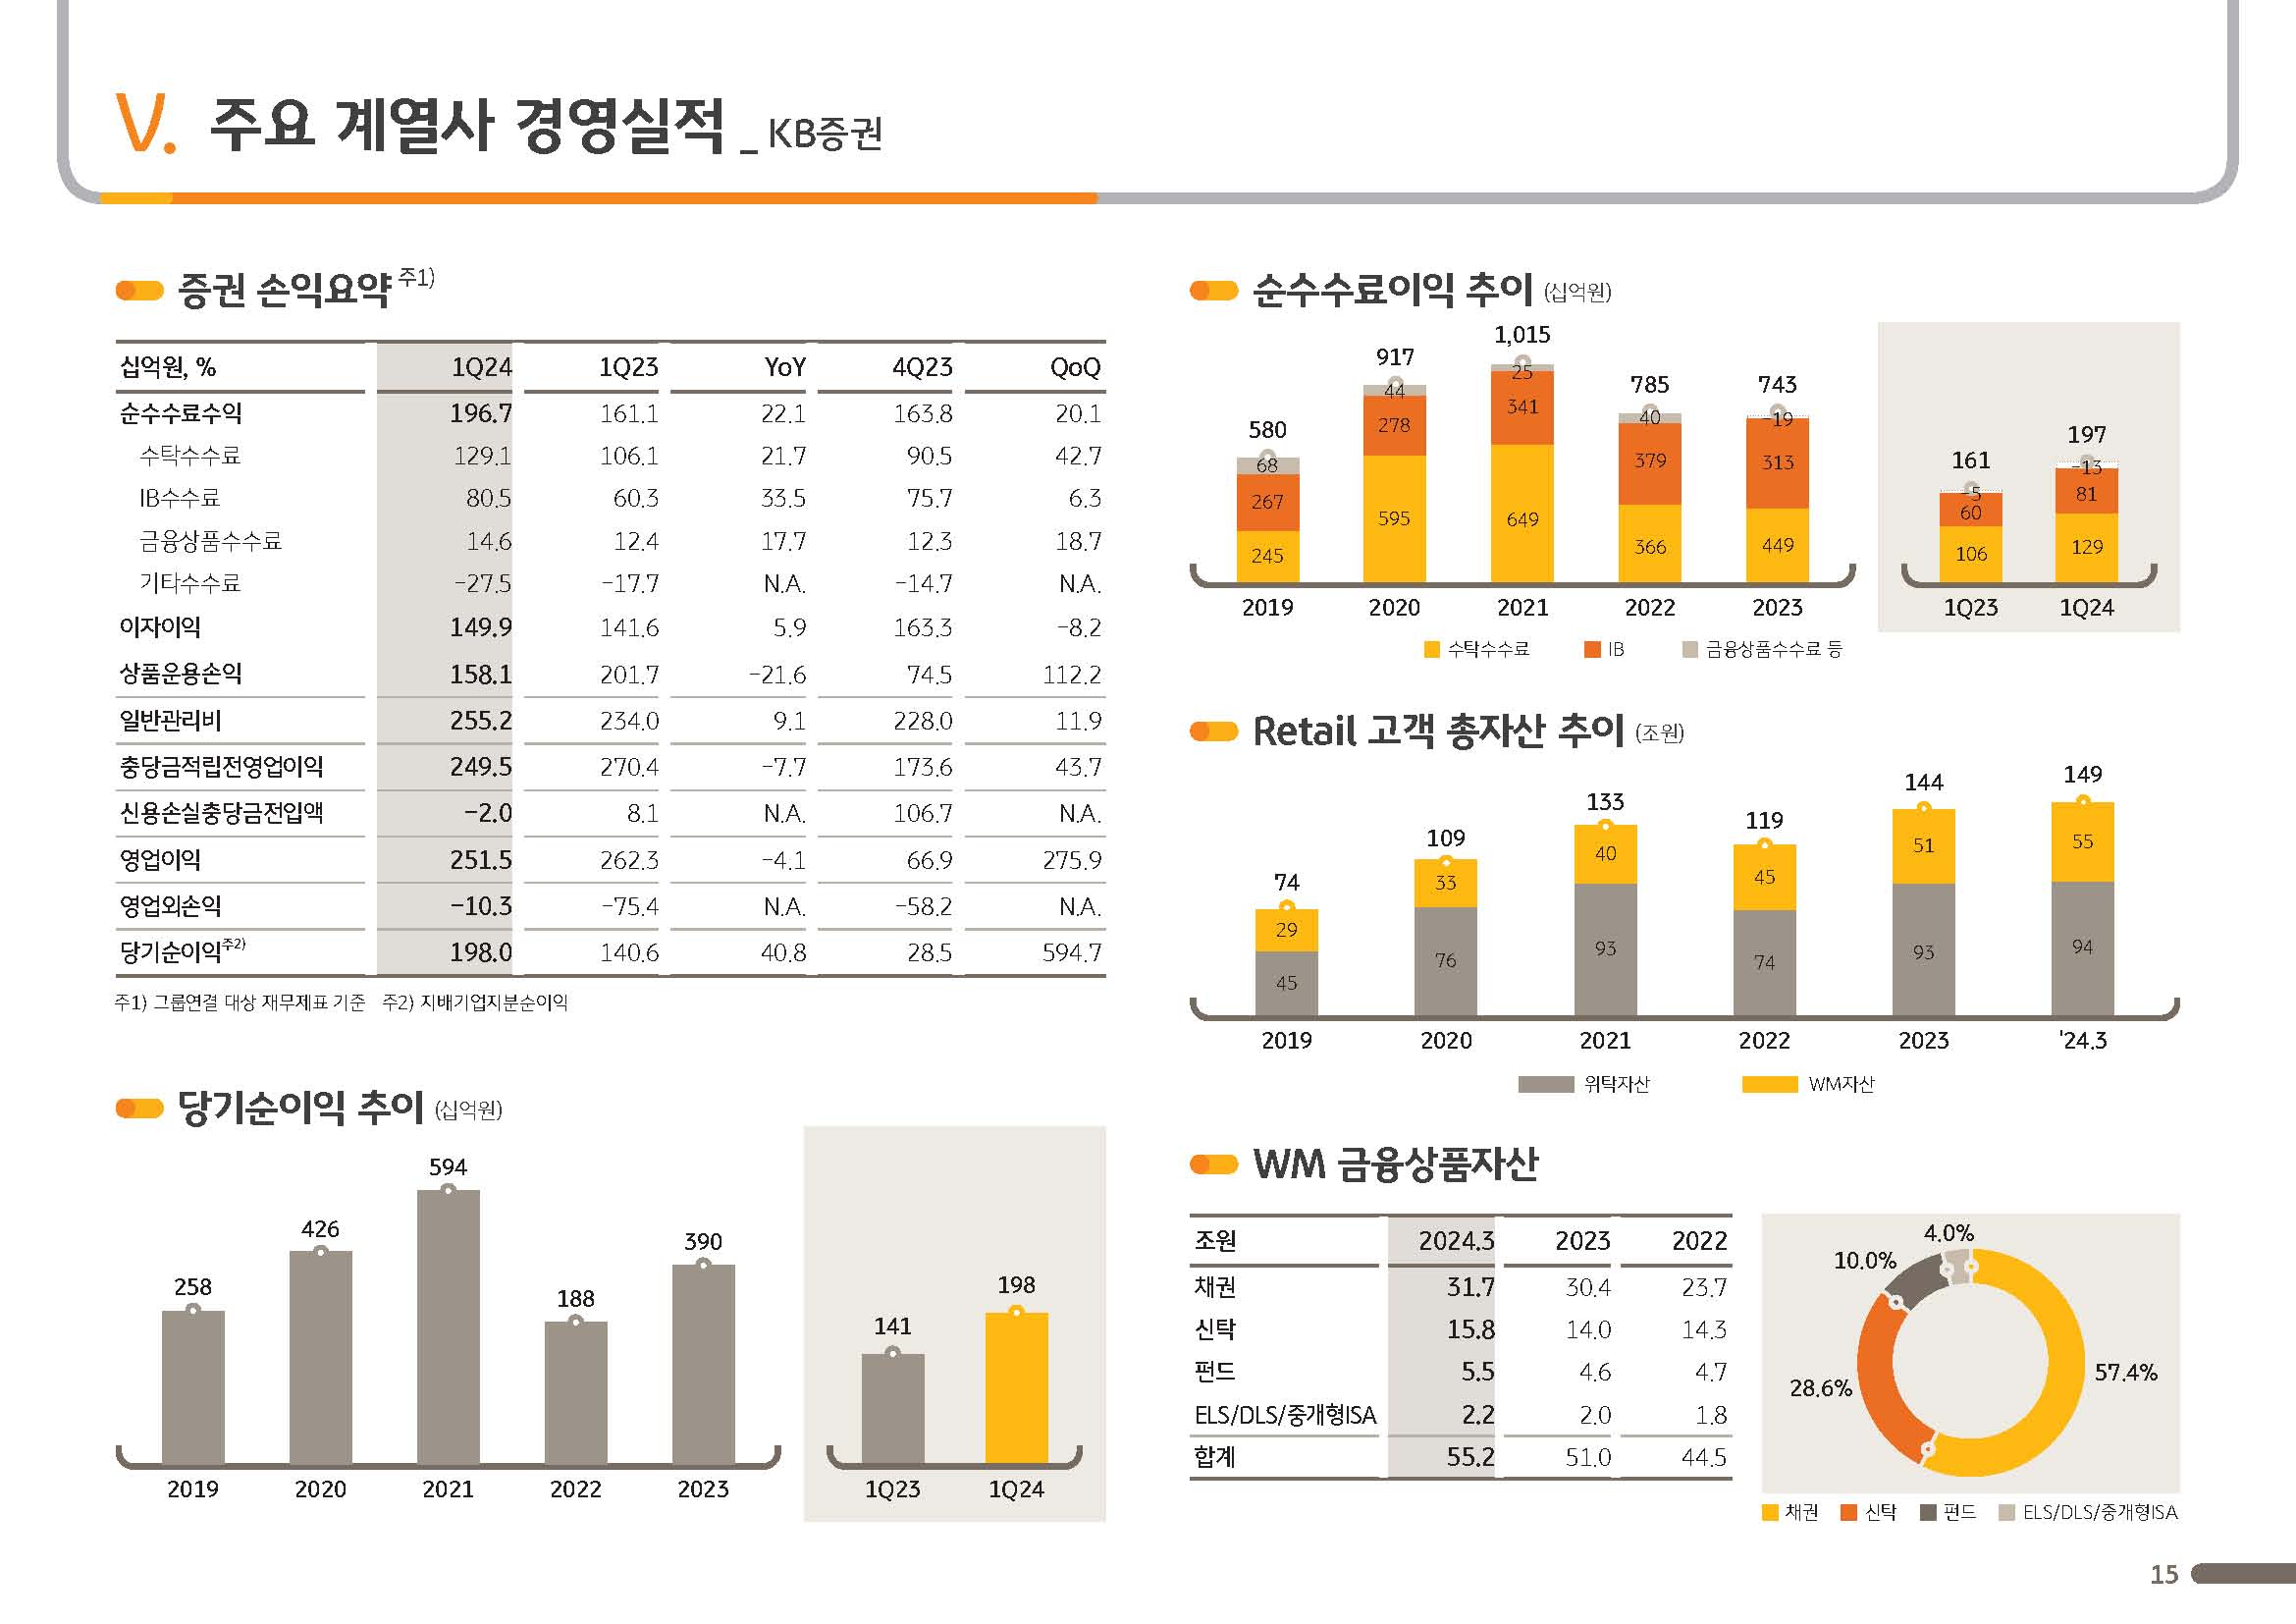 V. 주요 계열사 경영실적 _ KB증권
증권 손익요약 주1)
십억원, % 1Q24 1Q23 YoY 4Q23 QoQ
순수수료수익 196.7 161.1 22.1 163.8 20.1
수탁수수료 129.1 106.1 21.7 90.5 42.7
IB수수료 80.5 60.3 33.5 75.7 6.3
금융상품수수료 14.6 12.4 17.7 12.3 18.7
기타수수료 -27.5 -17.7 N.A. -14.7 N.A.
이자이익 149.9 141.6 5.9 163.3 -8.2
상품운용손익 158.1 201.7 -21.6 74.5 112.2
일반관리비 255.2 234.0 9.1 228.0 11.9
충당금적립전영업이익 249.5 270.4 -7.7 173.6 43.7
신용손실충당금전입액 -2.0 8.1 N.A. 106.7 N.A.
영업이익 251.5 262.3 -4.1 66.9 275.9
영업외손익 -10.3 -75.4 N.A. -58.2 N.A.
당기순이익주2) 198.0 140.6 40.8 28.5 594.7
주1) 그룹연결 대상 재무제표 기준 주2) 지배기업지분순이익
당기순이익 추이 (십억원)
258 426 594 188 390 141 198
2019 2020 2021 2022 2023 1Q23 1Q24
순수수료이익 추이 (십억원)
580 917 1,015 785 743 161 197
68 44 25 40 -19 -5 -13
267 278 341 379 313 60 81
245 595 649 366 449 106 129
2019 2020 2021 2022 2023 1Q23 1Q24
수탁수수료 IB 금융상품수수료 등
Retail 고객 총자산 추이 (조원)
74 109 133 119 144 149
29 33 40 45 51 55
45 76 93 74 93 94
2019 2020 2021 2022 2023 '24.3
위탁자산 WM자산
WM 금융상품자산
조원 2024.3 2023 2022
채권 31.7 30.4 23.7
신탁 15.8 14.0 14.3
펀드 5.5 4.6 4.7
ELS/DLS/중개형ISA 2.2 2.0 1.8
합계 55.2 51.0 44.5
4.0%
10.0%
57.4%
28.6%
채권 신탁 펀드 ELS/DLS/중개형ISA
15